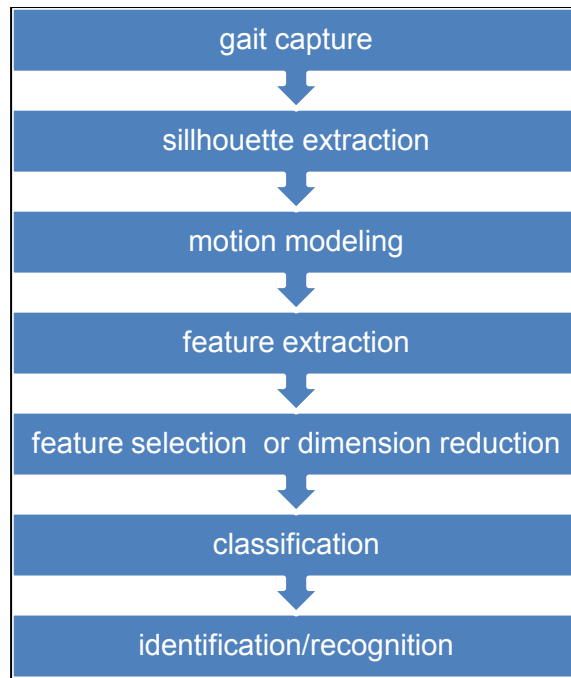 gait capture
sillhouette extraction
motion modeling
feature extraction
feature selection  or dimension reduction
classification
identification/recognition